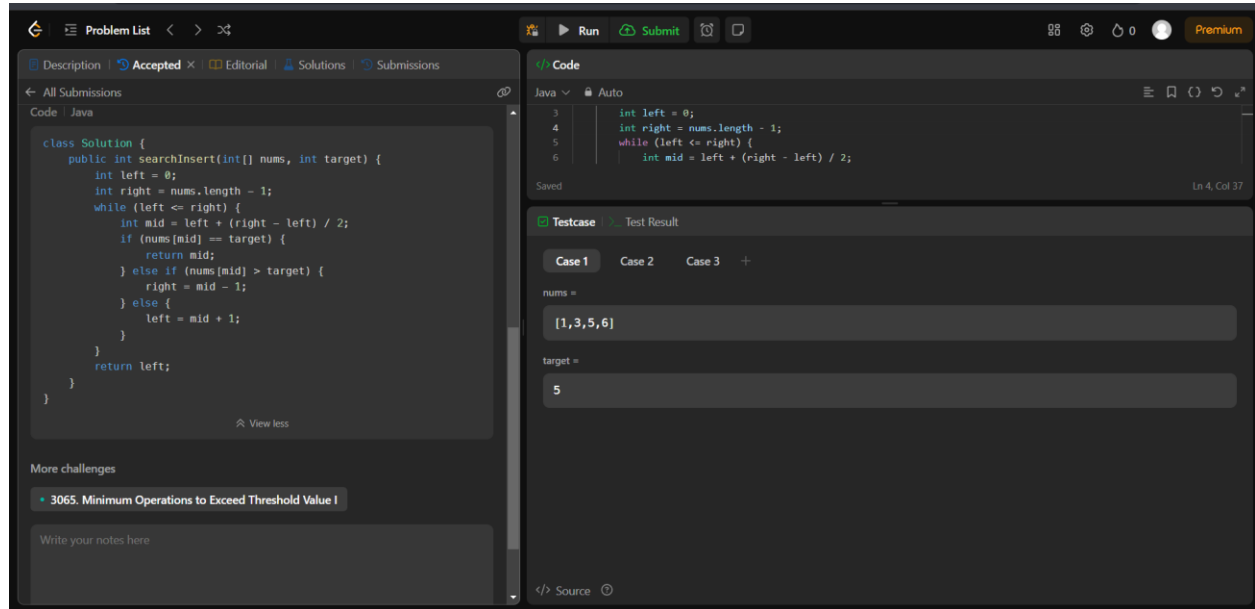 Problem List
Run
Submit
0
Premium
Description
Accepted
Editorial
Solutions
Submissions
All Submissions
Code | Java
class Solution {
    public int searchInsert(int[] nums, int target) {
        int left = 0;
        int right = nums.length - 1;
        while (left <= right) {
            int mid = left + (right - left) / 2;
            if (nums[mid] == target) {
                return mid;
            } else if (nums[mid] > target) {
                right = mid - 1;
            } else {
                left = mid + 1;
            }
        }
        return left;
    }
}
View less
More challenges
3065. Minimum Operations to Exceed Threshold Value I
Write your notes here
</> Code
Java
Auto
3 int left = 0;
4 int right = nums.length - 1;
5 while (left <= right) {
6 int mid = left + (right - left) / 2;
Saved
Ln 4, Col 37
Testcase
>_ Test Result
Case 1
Case 2
Case 3
+
nums =
[1,3,5,6]
target =
5
</> Source